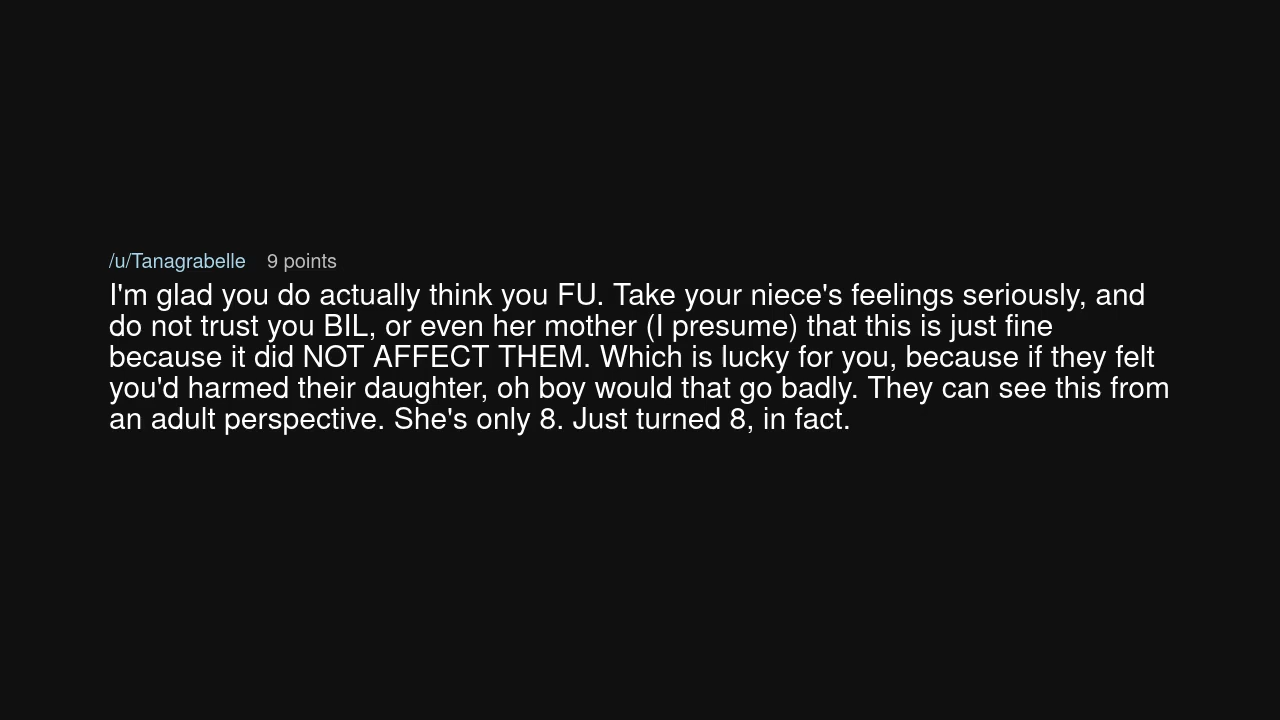 /u/Tanagrabelle 9 points
I'm glad you do actually think you FU. Take your niece's feelings seriously, and
do not trust you BIL, or even her mother (I presume) that this is just fine
because it did NOT AFFECT THEM. Which is lucky for you, because if they felt
you'd harmed their daughter, oh boy would that go badly. They can see this from
an adult perspective. She's only 8. Just turned 8, in fact.